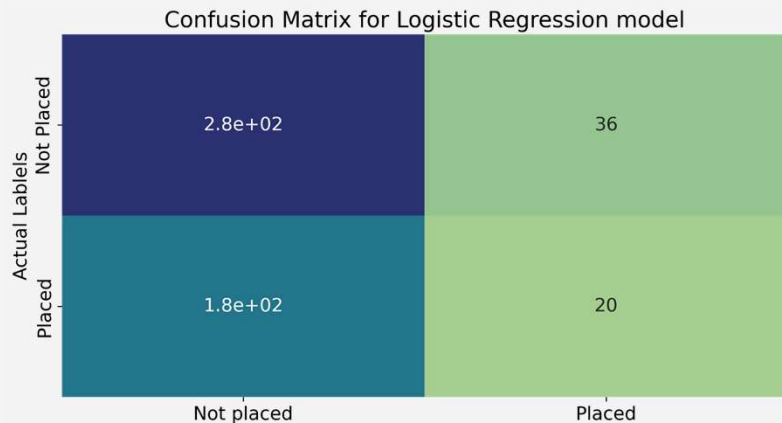 Confusion Matrix for Logistic Regression model
Actual Lablels
Not Placed
2.8e+02
36
Placed
1.8e+02
20
Not placed
Placed